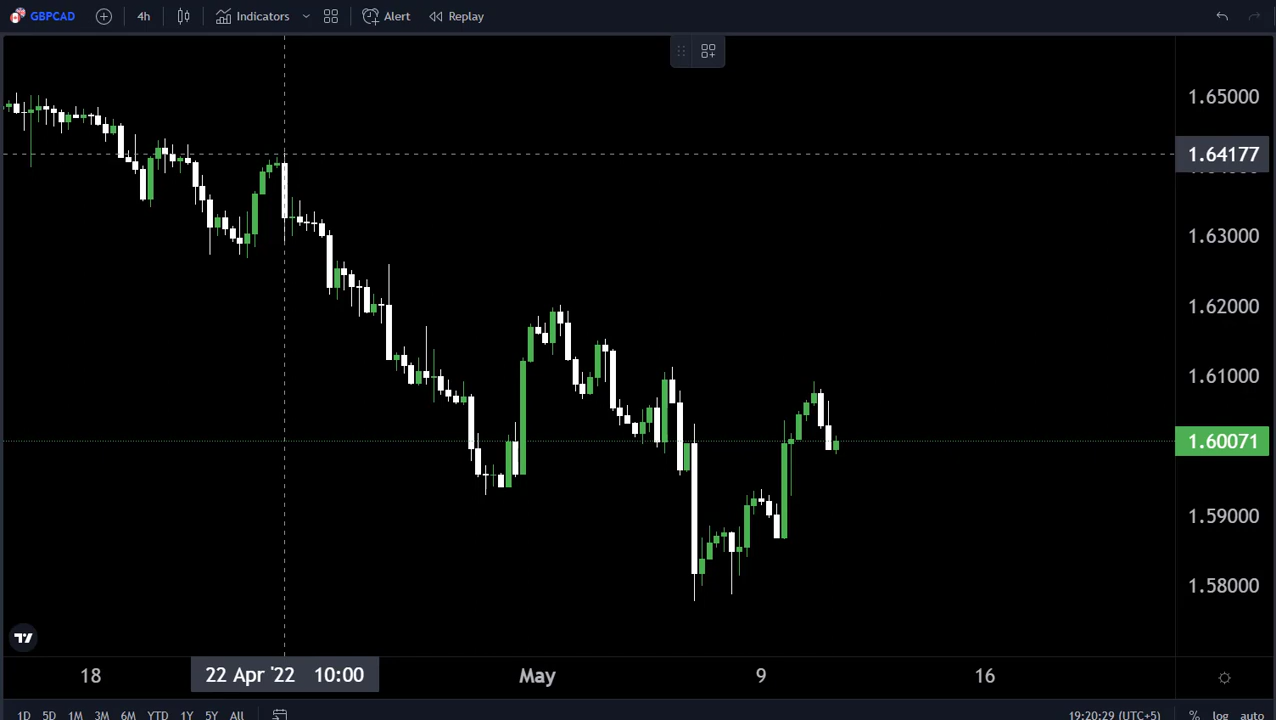 GBPCAD 4h Indicators Alert Replay
1.65000
1.64177
1.63000
1.62000
1.61000
1.60071
1.59000
1.58000
18 22 Apr '22 10:00 May 9 16
1D 5D 1M 3M 6M YTD 1Y 5Y All 19:20:29 (UTC+5) % log auto